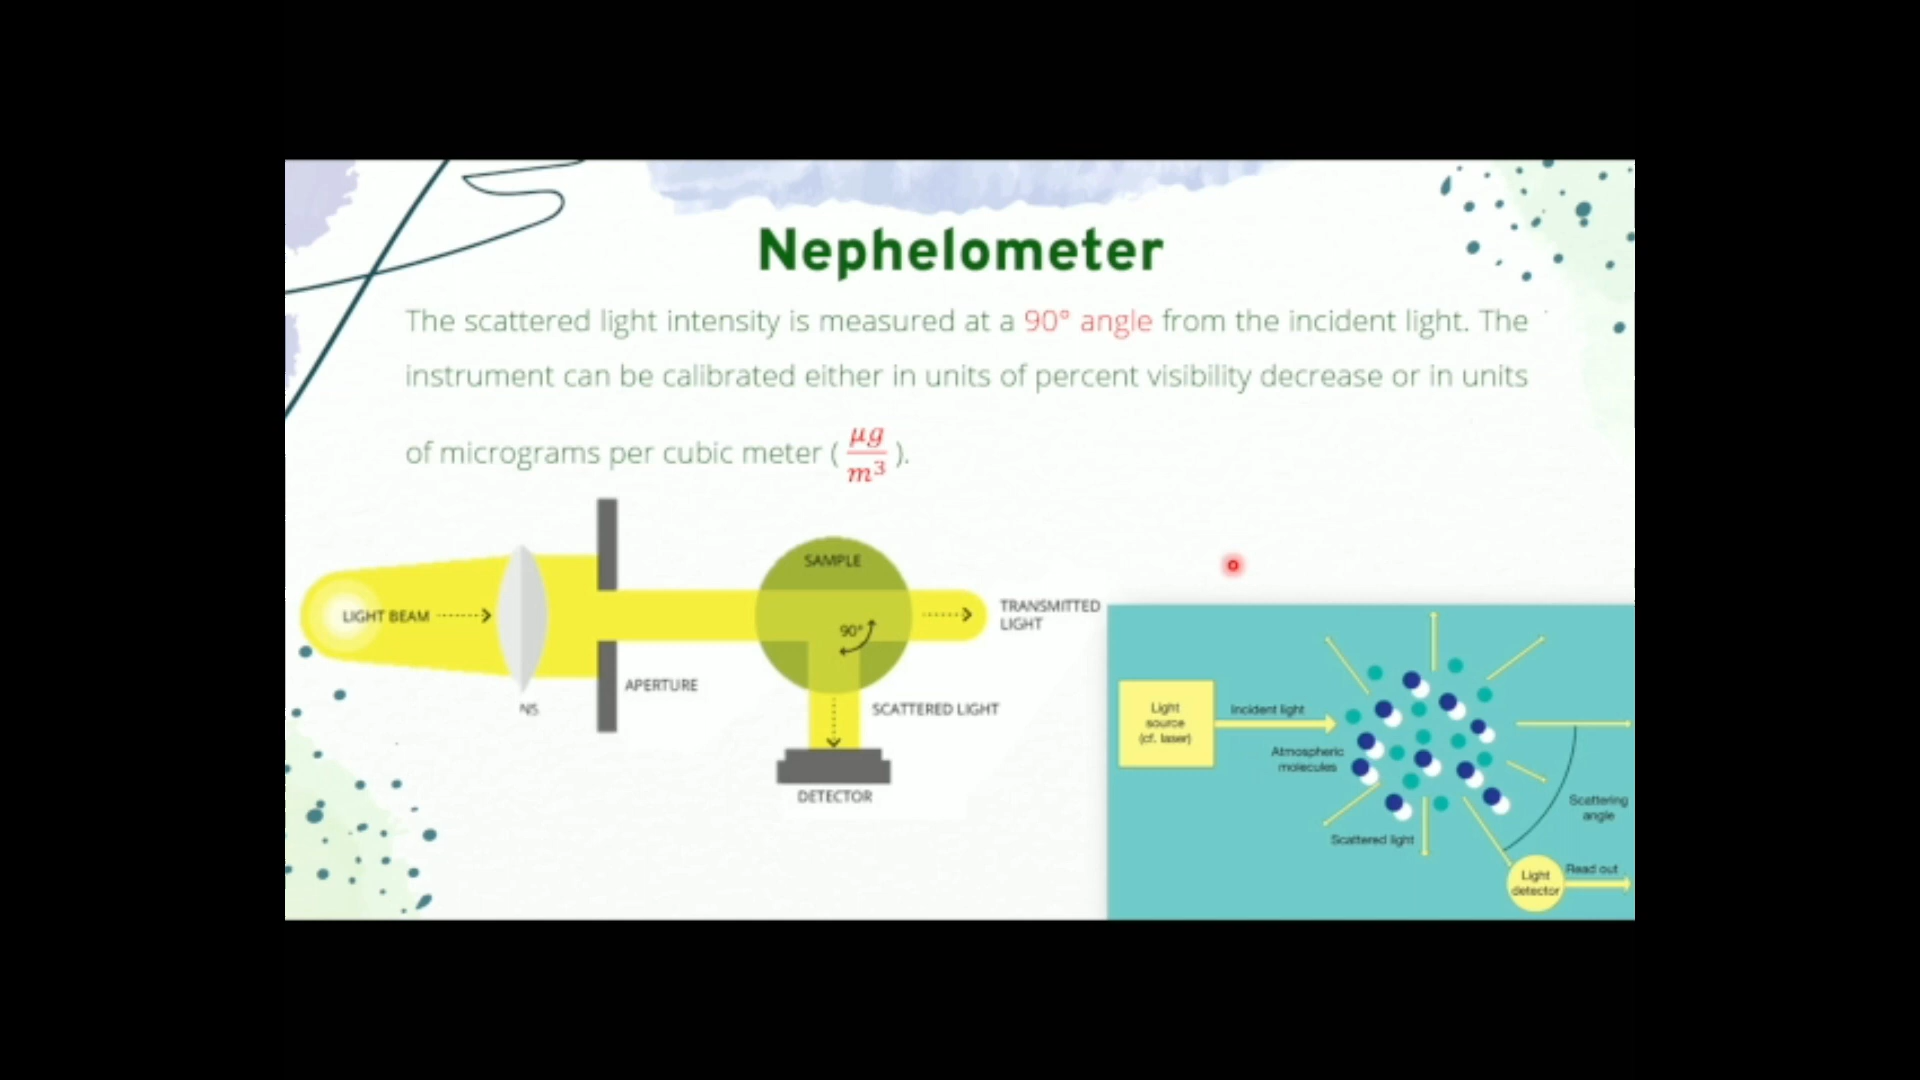 Nephelometer
The scattered light intensity is measured at a 90° angle from the incident light. The
instrument can be calibrated either in units of percent visibility decrease or in units
of micrograms per cubic meter ( μg/m³ ).
SAMPLE
LIGHT BEAM
90°
TRANSMITTED
LIGHT
APERTURE
NS
SCATTERED LIGHT
DETECTOR
Light
source
(cf. laser)
Incident light
Atmospheric
molecules
Scattering
angle
Scattered light
Light
detector
Read out